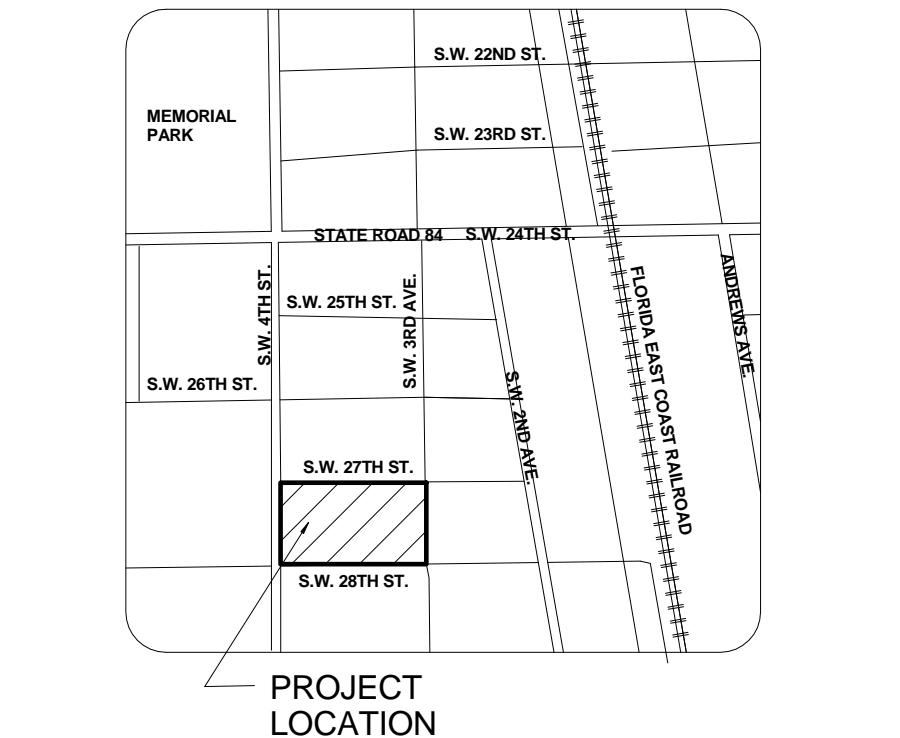 S.W. 22ND ST.
MEMORIAL
PARK
S.W. 23RD ST.
STATE ROAD 84 S.W. 24TH ST.
S.W. 4TH ST.
S.W. 25TH ST.
S.W. 3RD AVE.
FLORIDA EAST COAST RAILROAD
ANDREWS AVE.
S.W. 26TH ST.
S.W. 2ND AVE.
S.W. 27TH ST.
S.W. 28TH ST.
PROJECT
LOCATION